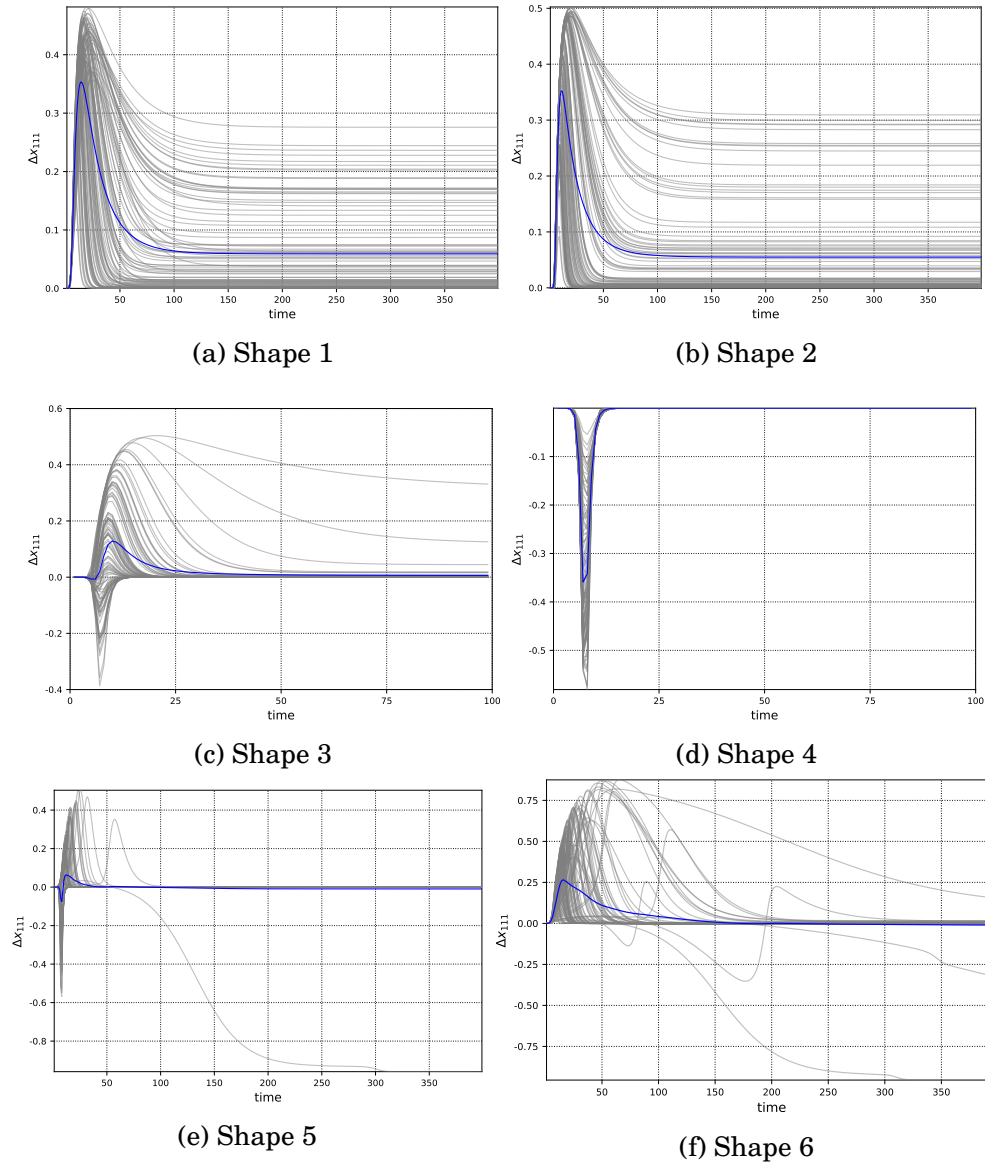 0.4
0.3
0.2
0.1
0.0
Δx₁₁₁
50 100 150 200 250 300 350
time
(a) Shape 1
0.5
0.4
0.3
0.2
0.1
0.0
Δx₁₁₁
50 100 150 200 250 300 350
time
(b) Shape 2
0.6
0.4
0.2
0.0
-0.2
-0.4
Δx₁₁₁
0 25 50 75 100
time
(c) Shape 3
-0.1
-0.2
-0.3
-0.4
-0.5
Δx₁₁₁
0 25 50 75 100
time
(d) Shape 4
0.4
0.2
0.0
-0.2
-0.4
-0.6
-0.8
Δx₁₁₁
50 100 150 200 250 300 350
time
(e) Shape 5
0.75
0.50
0.25
0.00
-0.25
-0.50
-0.75
Δx₁₁₁
50 100 150 200 250 300 350
time
(f) Shape 6